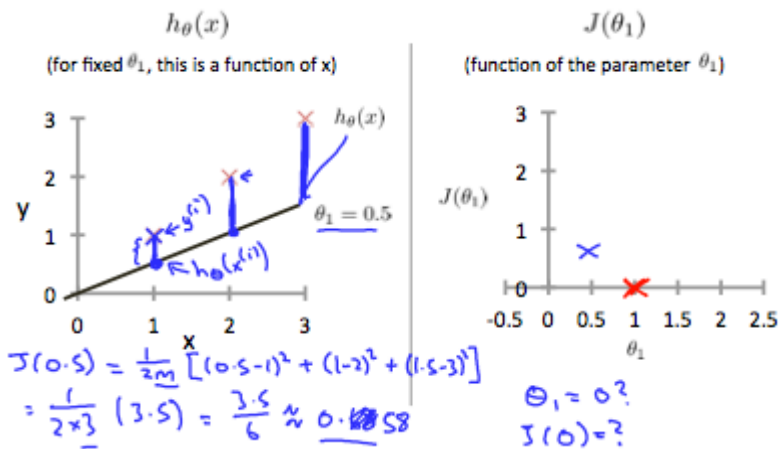 hθ(x)
(for fixed θ₁, this is a function of x)
3
2
1
0
y
0 1 2 3
x
hθ(x)
θ₁ = 0.5
y⁽ⁱ⁾
hθ(x⁽ⁱ⁾)
J(0.5) = 1/2m [(0.5-1)² + (1-2)² + (1.5-3)²]
= 1/2×3 (3.5) = 3.5/6 ≈ 0.58
J(θ₁)
(function of the parameter θ₁)
3
2
1
0
J(θ₁)
-0.5 0 0.5 1 1.5 2 2.5
θ₁
θ₁ = 0?
J(0) = ?